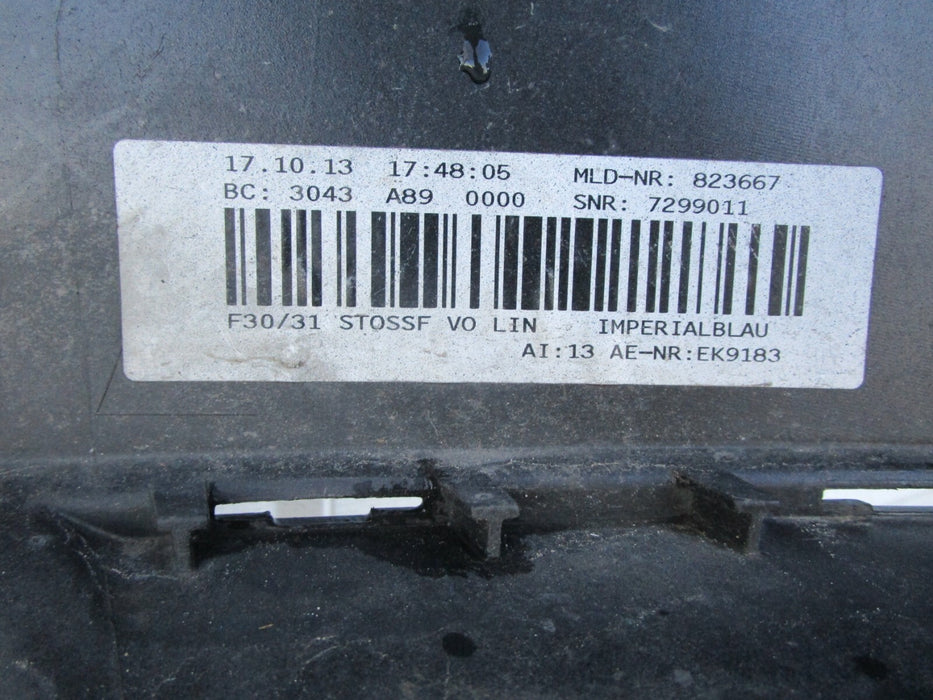 17.10.13 17:48:05 MLD-NR: 823667
BC: 3043 A89 0000 SNR: 7299011
F30/31 STOSSF VO LIN IMPERIALBLAU
AI:13 AE-NR:EK9183